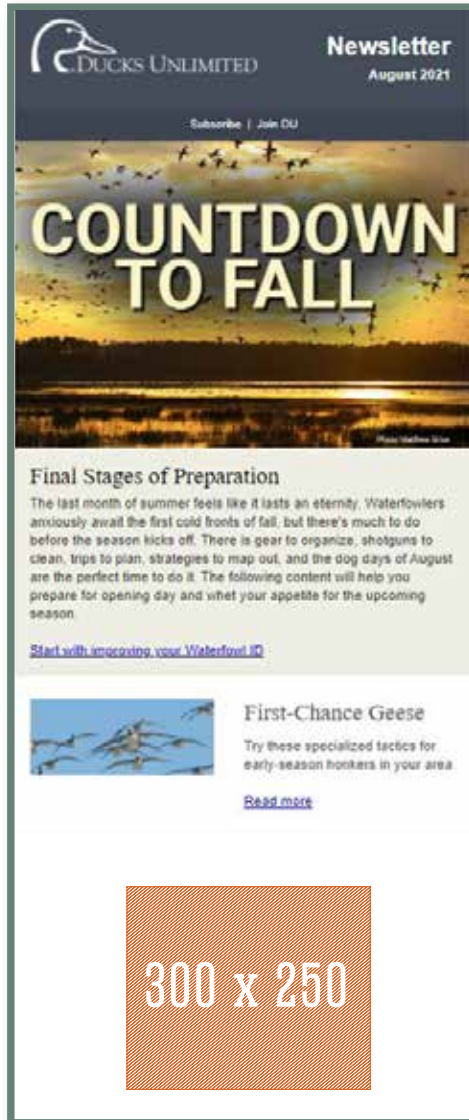 DUCKS UNLIMITED
Newsletter
August 2021
Subscribe | Join DU
COUNTDOWN
TO FALL
Photo: Matthew
Final Stages of Preparation
The last month of summer feels like it lasts an eternity. Waterfowlers
anxiously await the first cold fronts of fall, but there's much to do
before the season kicks off. There is gear to organize, shotguns to
clean, trips to plan, strategies to map out, and the dog days of August
are the perfect time to do it. The following content will help you
prepare for opening day and whet your appetite for the upcoming
season.
Start with improving your Waterfowl ID
First-Chance Geese
Try these specialized tactics for
early-season honkers in your area
Read more
300 x 250